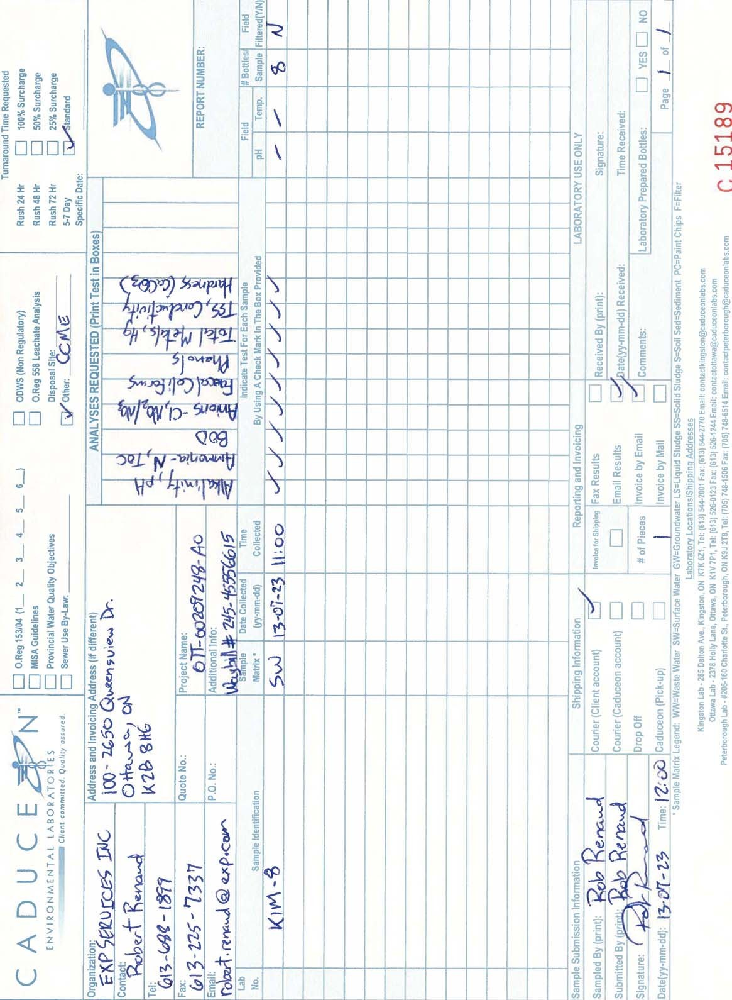 CADUCEON™
ENVIRONMENTAL LABORATORIES
Client committed. Quality assured.
O.Reg 153/04 (1__ 2__ 3__ 4__ 5__ 6__)
MISA Guidelines
Provincial Water Quality Objectives
Sewer Use By-Law:
ODWS (Non Regulatory)
O.Reg 558 Leachate Analysis
Disposal Site:
Other: CCME
Turnaround Time Requested
Rush 24 Hr 100% Surcharge
Rush 48 Hr 50% Surcharge
Rush 72 Hr 25% Surcharge
5-7 Day Standard
Specific Date:
Organization:
EXP SERVICES INC
Contact:
Robert Renaud
Tel:
613-688-1899
Fax:
613-225-7337
Email:
robert.renaud@exp.com
Address and Invoicing Address (if different)
100-2650 Queensview Dr.
Ottawa, ON
K2B 8H6
Quote No.:
P.O. No.:
Project Name:
OTT-00209248-A0
Additional Info:
Waybill# 245-45556615
ANALYSES REQUESTED (Print Test in Boxes)
Alkalinity, pH
Ammonia-N, TOC
BOD
Anions - Cl, NO2/NO3
Faecal Coliforms
Phenols
Total Metals, Hg
TSS, Conductivity
Hardness (CaCO3)
REPORT NUMBER:
Lab No.
Sample Identification
Sample Matrix *
Date Collected (yy-mm-dd)
Time Collected
Indicate Test For Each Sample
By Using A Check Mark In The Box Provided
Field
pH Temp.
# Bottles/ Sample
Field Filtered(Y/N)
KIM-8 SW 13-07-23 11:00 ✓ ✓ ✓ ✓ ✓ ✓ ✓ ✓ ✓ - - 8 N
Sample Submission Information
Sampled By (print): Rob Renaud
Submitted By (print): Rob Renaud
Signature:
Date(yy-mm-dd): 13-07-23 Time: 12:00
Shipping Information
Courier (Client account)
Courier (Caduceon account)
Drop Off
Caduceon (Pick-up)
Invoice for Shipping
# of Pieces
1
Reporting and Invoicing
Fax Results
Email Results
Invoice by Email
Invoice by Mail
LABORATORY USE ONLY
Received By (print): Signature:
Date(yy-mm-dd) Received: Time Received:
Comments:
Laboratory Prepared Bottles: YES NO
Page 1 of 1
* Sample Matrix Legend: WW=Waste Water SW=Surface Water GW=Groundwater LS=Liquid Sludge SS=Solid Sludge S=Soil Sed=Sediment PC=Paint Chips F=Filter
Laboratory Locations/Shipping Addresses
Kingston Lab - 285 Dalton Ave., Kingston, ON K7K 6Z1, Tel: (613) 544-2001 Fax: (613) 544-2770 Email: contactkingston@caduceonlabs.com
Ottawa Lab - 2378 Holly Lane, Ottawa, ON K1V 7P1, Tel: (613) 526-0123 Fax: (613) 526-1244 Email: contactottawa@caduceonlabs.com
Peterborough Lab - #206-160 Charlotte St., Peterborough, ON K9J 2T8, Tel: (705) 748-1506 Fax: (705) 748-6514 Email: contactpeterborough@caduceonlabs.com
C 15189